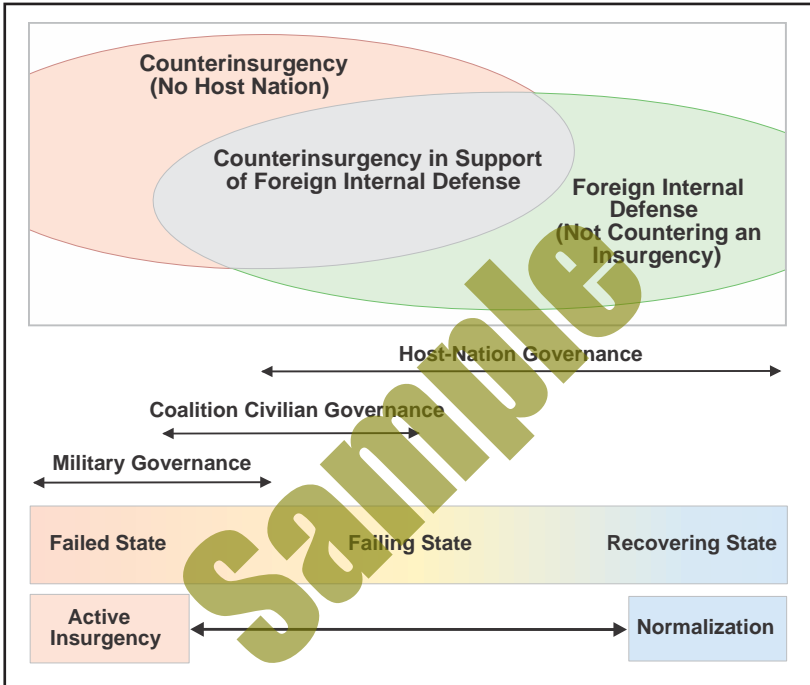 Counterinsurgency
(No Host Nation)
Counterinsurgency in Support
of Foreign Internal Defense
Foreign Internal
Defense
(Not Countering an
Insurgency)
Host-Nation Governance
Coalition Civilian Governance
Military Governance
Failed State
Failing State
Recovering State
Active
Insurgency
Normalization
Sample